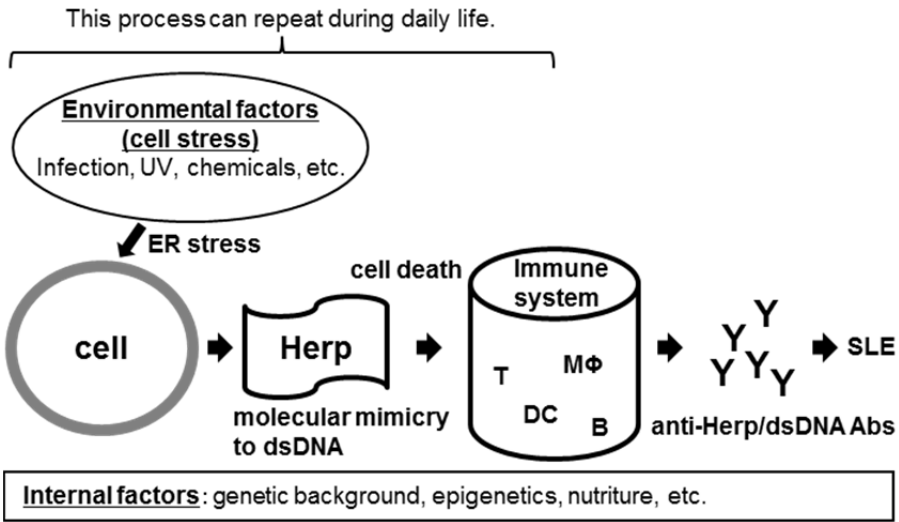 This process can repeat during daily life.
Environmental factors
(cell stress)
Infection, UV, chemicals, etc.
ER stress
cell death
Immune
system
cell
Herp
T
MΦ
DC
B
Y
Y
Y
Y
Y
SLE
molecular mimicry
to dsDNA
anti-Herp/dsDNA Abs
Internal factors: genetic background, epigenetics, nutriture, etc.